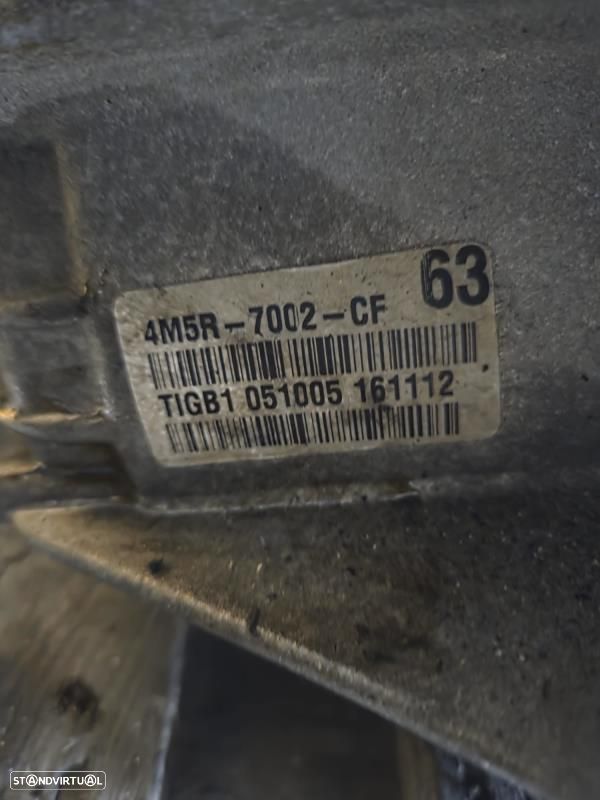 63
4M5R-7002-CF
TIGB1 051005 161112
STANDVIRTUAL